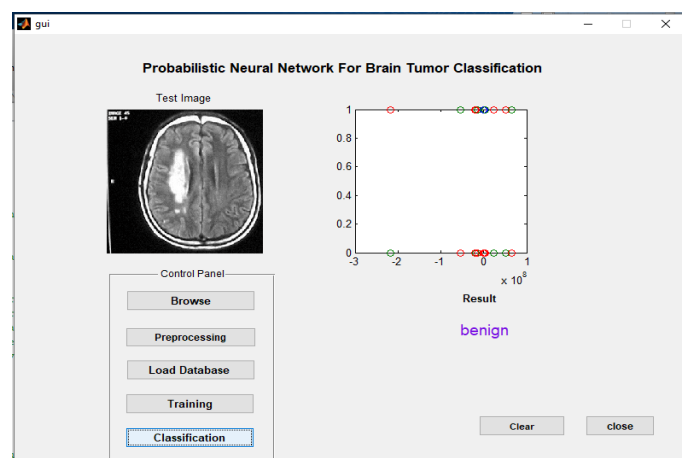 gui
Probabilistic Neural Network For Brain Tumor Classification
Test Image
1
0.8
0.6
0.4
0.2
0
-3 -2 -1 0 1
x 10^8
Control Panel
Browse
Preprocessing
Load Database
Training
Classification
Result
benign
Clear close